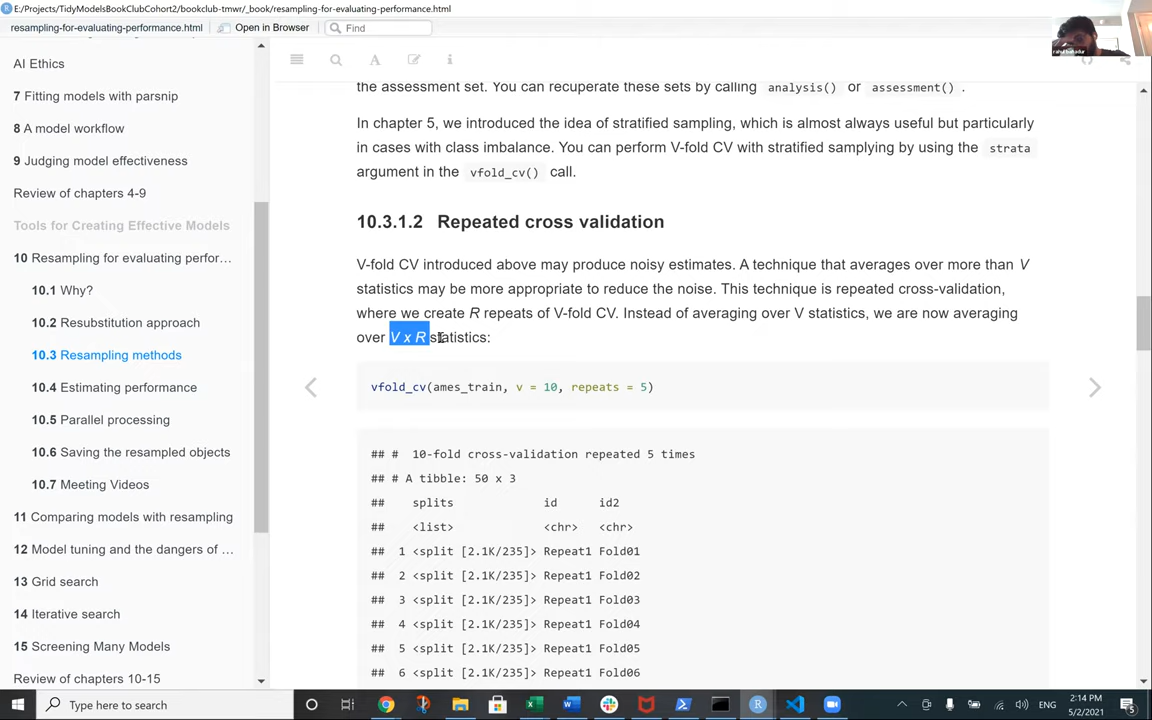 E:/Projects/TidyModelsBookClubCohort2/bookclub-tmwr/_book/resampling-for-evaluating-performance.html
resampling-for-evaluating-performance.html
Open in Browser
Find
AI Ethics
7 Fitting models with parsnip
8 A model workflow
9 Judging model effectiveness
Review of chapters 4-9
Tools for Creating Effective Models
10 Resampling for evaluating perfor…
10.1 Why?
10.2 Resubstitution approach
10.3 Resampling methods
10.4 Estimating performance
10.5 Parallel processing
10.6 Saving the resampled objects
10.7 Meeting Videos
11 Comparing models with resampling
12 Model tuning and the dangers of …
13 Grid search
14 Iterative search
15 Screening Many Models
Review of chapters 10-15
the assessment set. You can recuperate these sets by calling analysis() or assessment() .
In chapter 5, we introduced the idea of stratified sampling, which is almost always useful but particularly
in cases with class imbalance. You can perform V-fold CV with stratified samplying by using the strata
argument in the vfold_cv() call.
10.3.1.2 Repeated cross validation
V-fold CV introduced above may produce noisy estimates. A technique that averages over more than V
statistics may be more appropriate to reduce the noise. This technique is repeated cross-validation,
where we create R repeats of V-fold CV. Instead of averaging over V statistics, we are now averaging
over V x R statistics:
vfold_cv(ames_train, v = 10, repeats = 5)
## # 10-fold cross-validation repeated 5 times
## # A tibble: 50 x 3
## splits id id2
## <list> <chr> <chr>
## 1 <split [2.1K/235]> Repeat1 Fold01
## 2 <split [2.1K/235]> Repeat1 Fold02
## 3 <split [2.1K/235]> Repeat1 Fold03
## 4 <split [2.1K/235]> Repeat1 Fold04
## 5 <split [2.1K/235]> Repeat1 Fold05
## 6 <split [2.1K/235]> Repeat1 Fold06
Type here to search
ENG
2:14 PM
5/2/2021